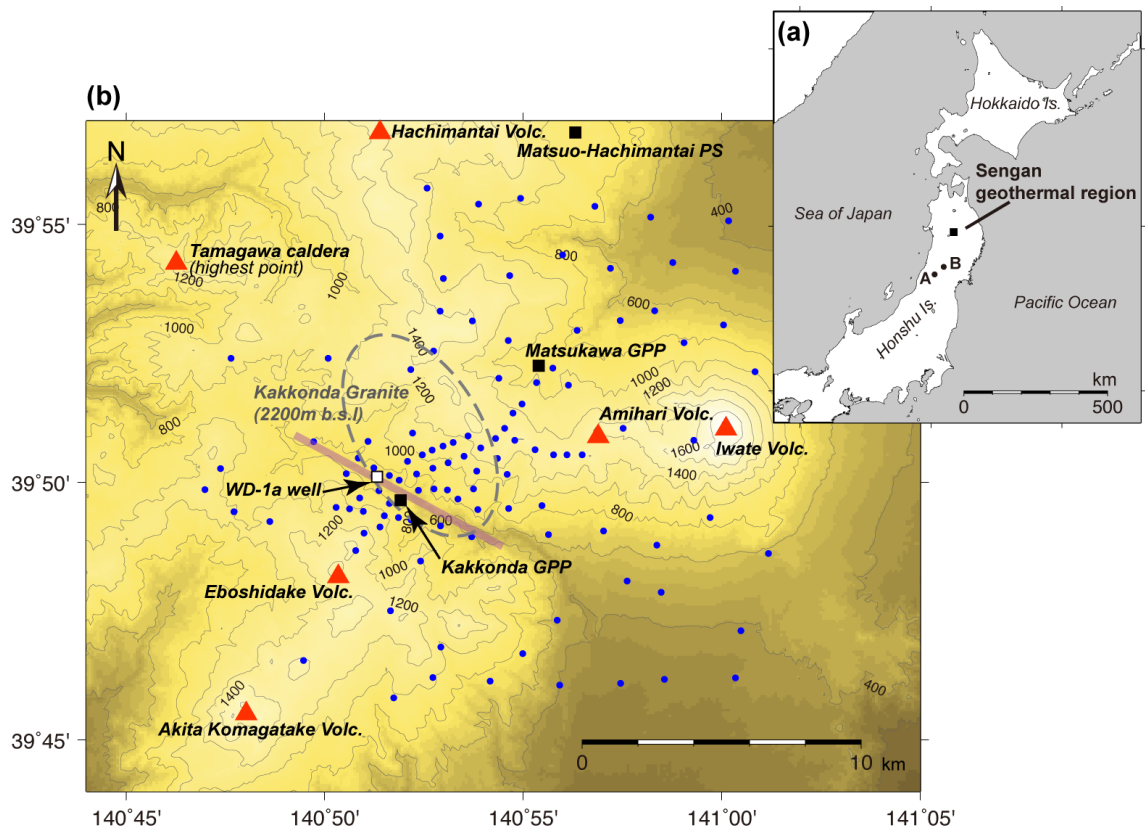 (a)
Hokkaido Is.
Sengan
geothermal region
Sea of Japan
B
A
Pacific Ocean
Honshu Is.
km
0 500
(b)
N
Hachimantai Volc.
Matsuo-Hachimantai PS
800
400
39°55'
Tamagawa caldera
(highest point)
1200
800
1000
600
1000
1400
Matsukawa GPP
1200
1000
1200
Kakkonda Granite
(2200m b.s.l)
800
Amihari Volc.
1600
Iwate Volc.
1400
1000
39°50'
WD-1a well
800
600
800
1200
Kakkonda GPP
1000
Eboshidake Volc.
1200
1400
400
Akita Komagatake Volc.
39°45'
0 10
km
140°45' 140°50' 140°55' 141°00' 141°05'